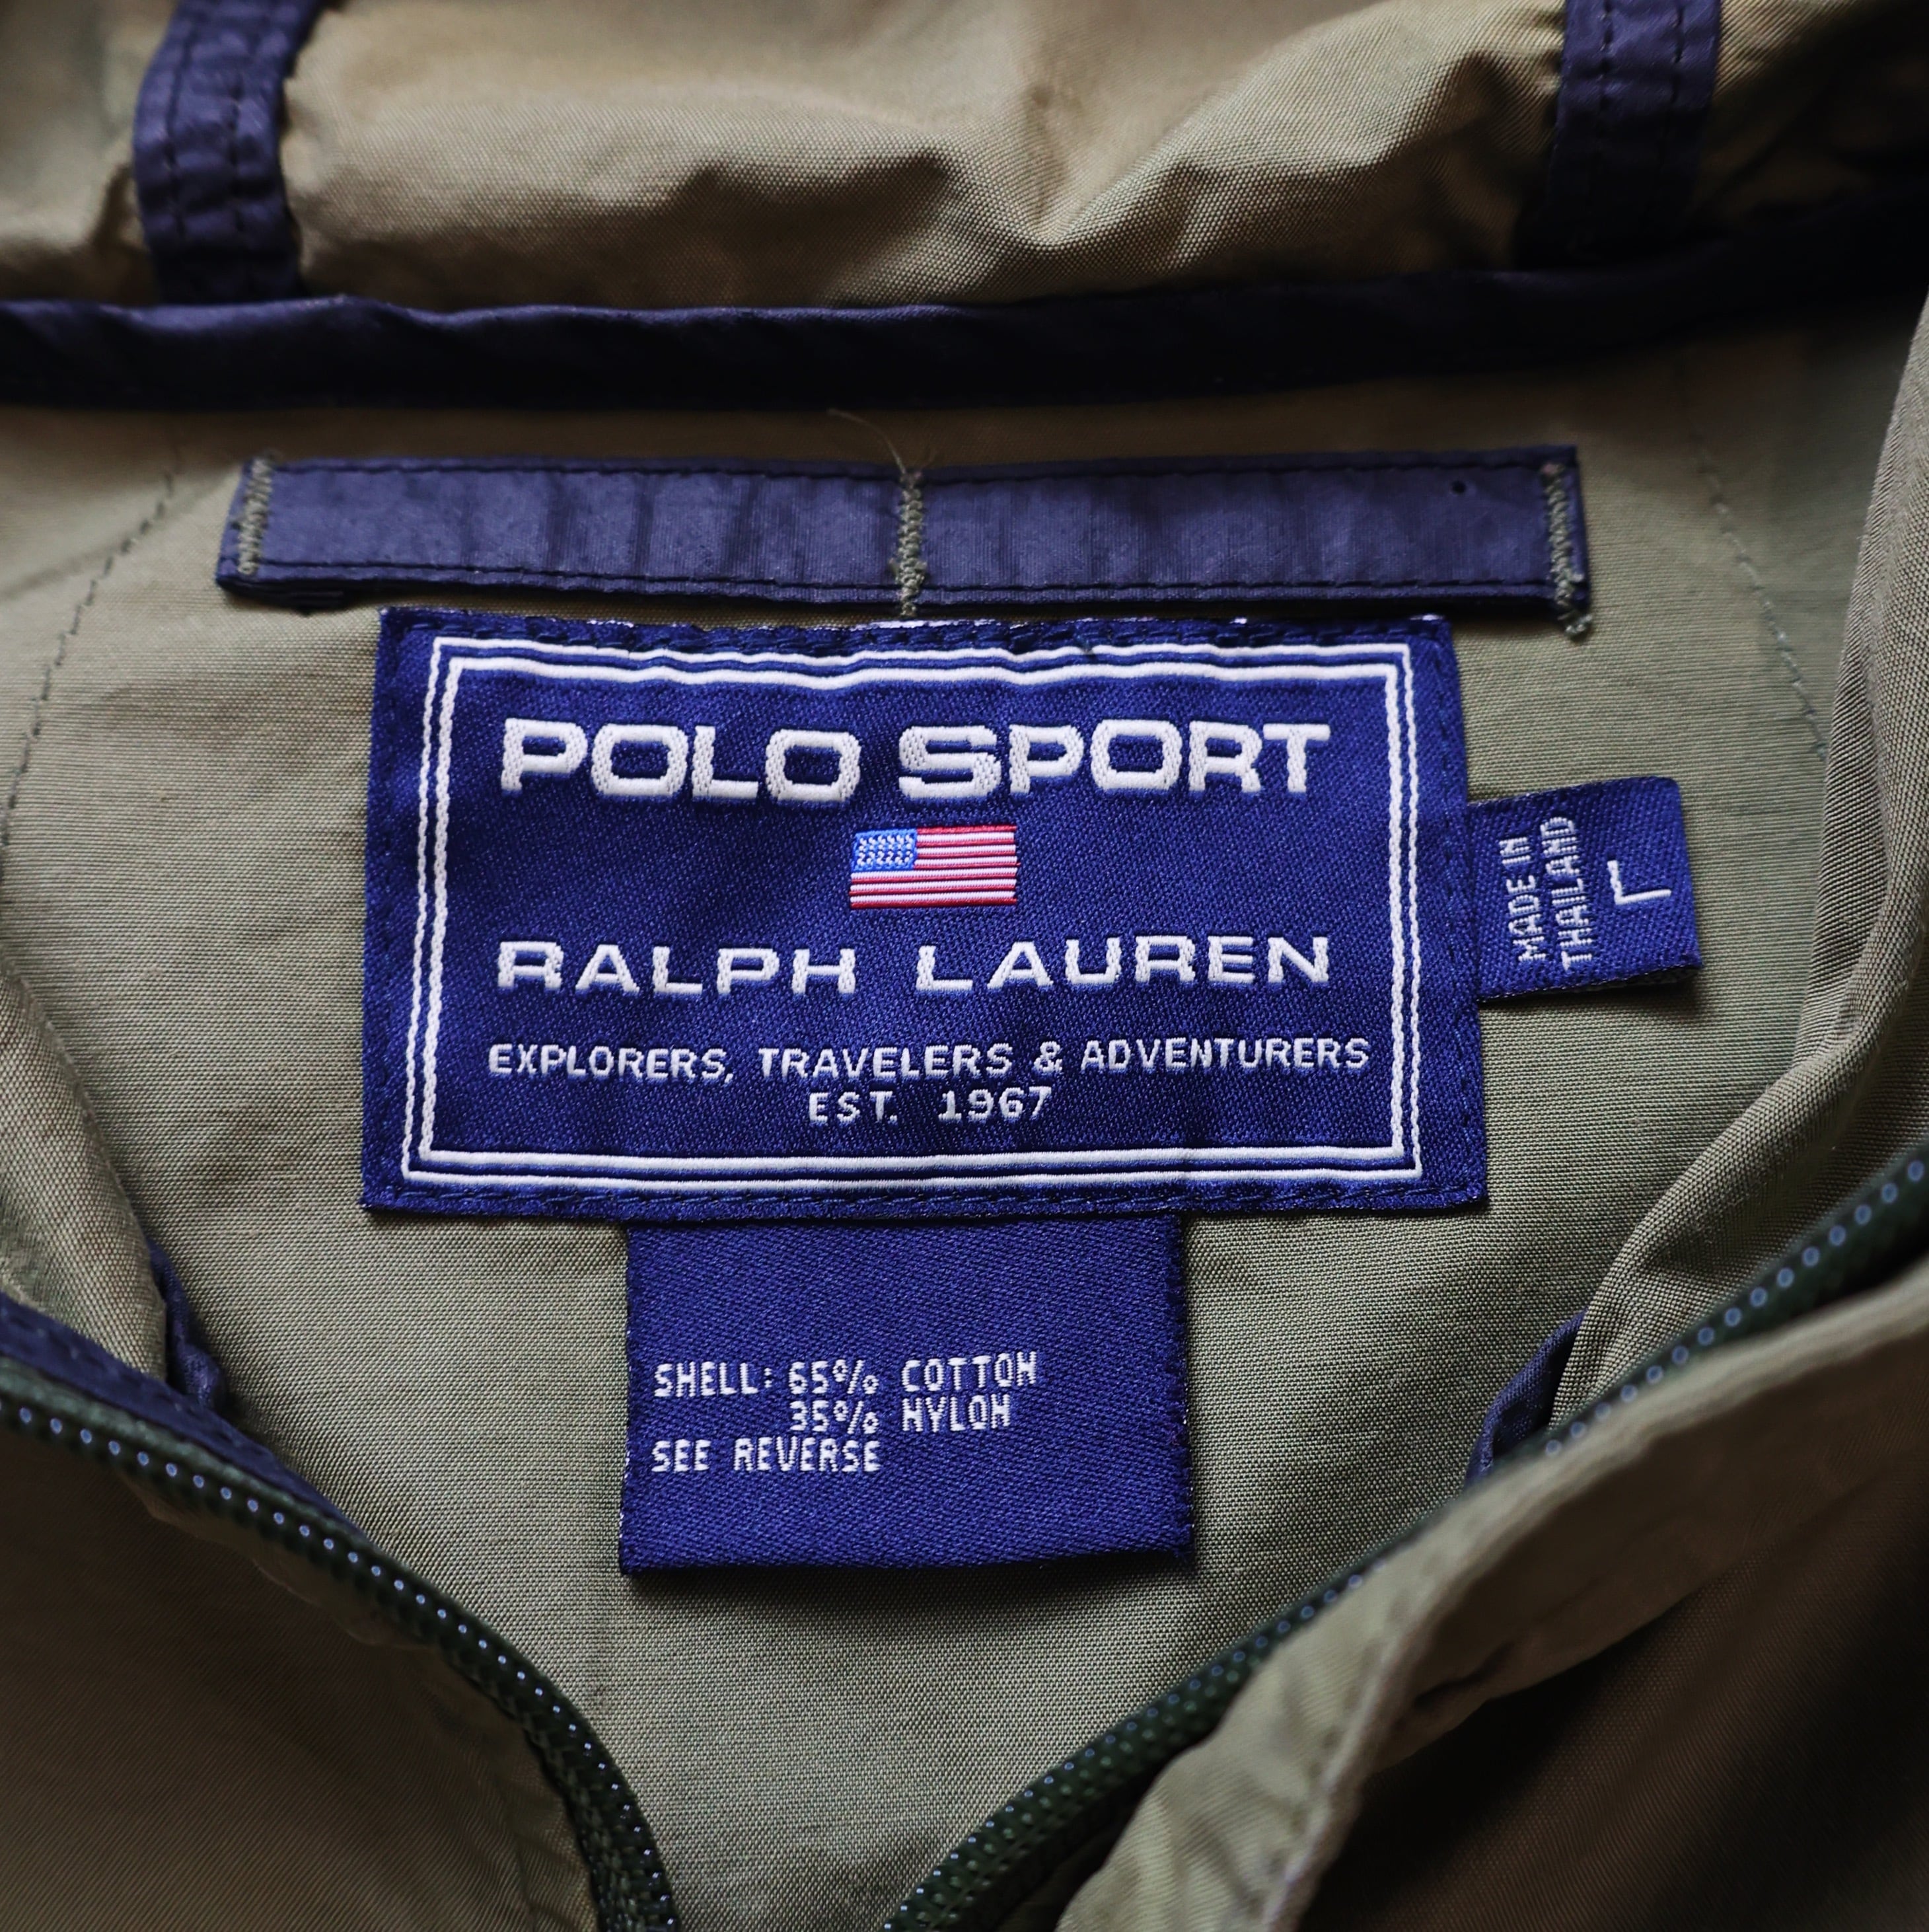 POLO SPORT
RALPH LAUREN
EXPLORERS, TRAVELERS & ADVENTURERS
EST. 1967
MADE IN
THAILAND
L
SHELL: 65% COTTON
35% NYLON
SEE REVERSE